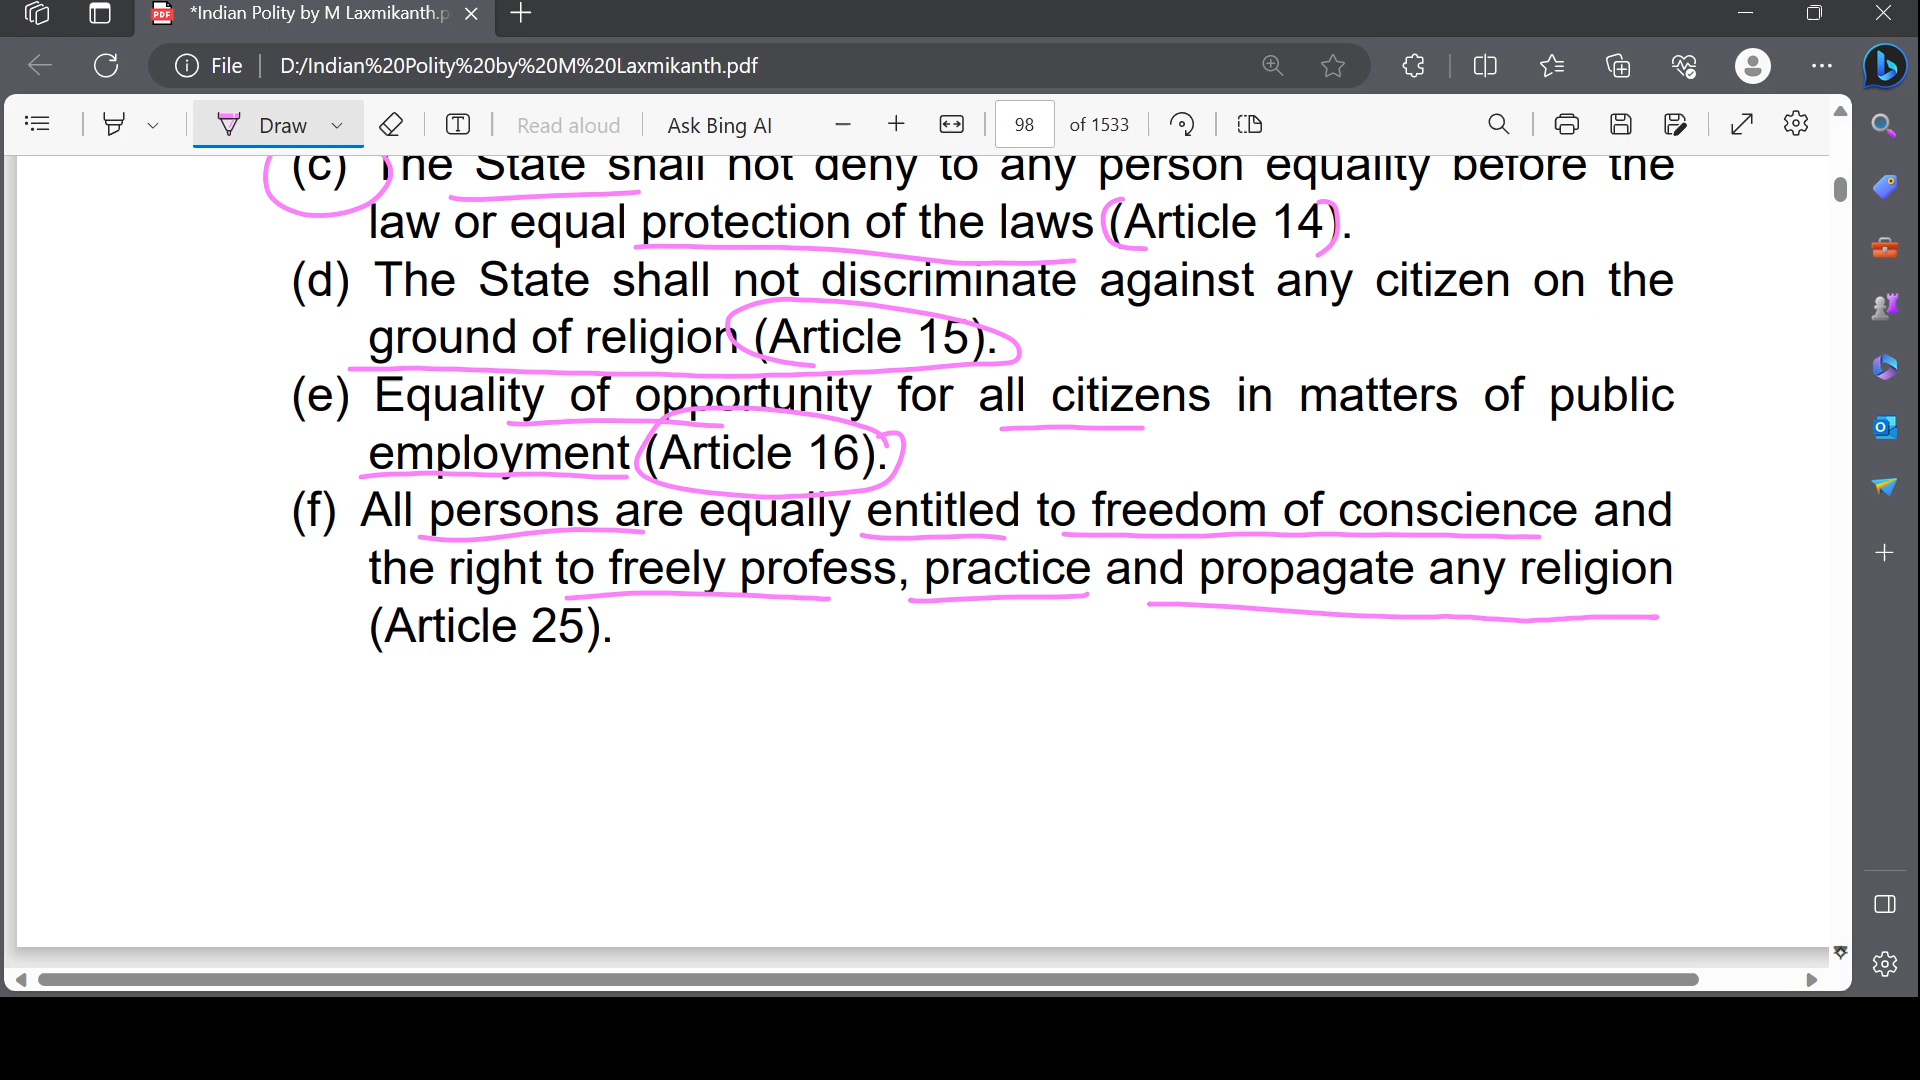 *Indian Polity by M Laxmikanth.p
File D:/Indian%20Polity%20by%20M%20Laxmikanth.pdf
Draw Read aloud Ask Bing AI 98 of 1533
(c) The State shall not deny to any person equality before the
law or equal protection of the laws (Article 14).
(d) The State shall not discriminate against any citizen on the
ground of religion (Article 15).
(e) Equality of opportunity for all citizens in matters of public
employment (Article 16).
(f) All persons are equally entitled to freedom of conscience and
the right to freely profess, practice and propagate any religion
(Article 25).